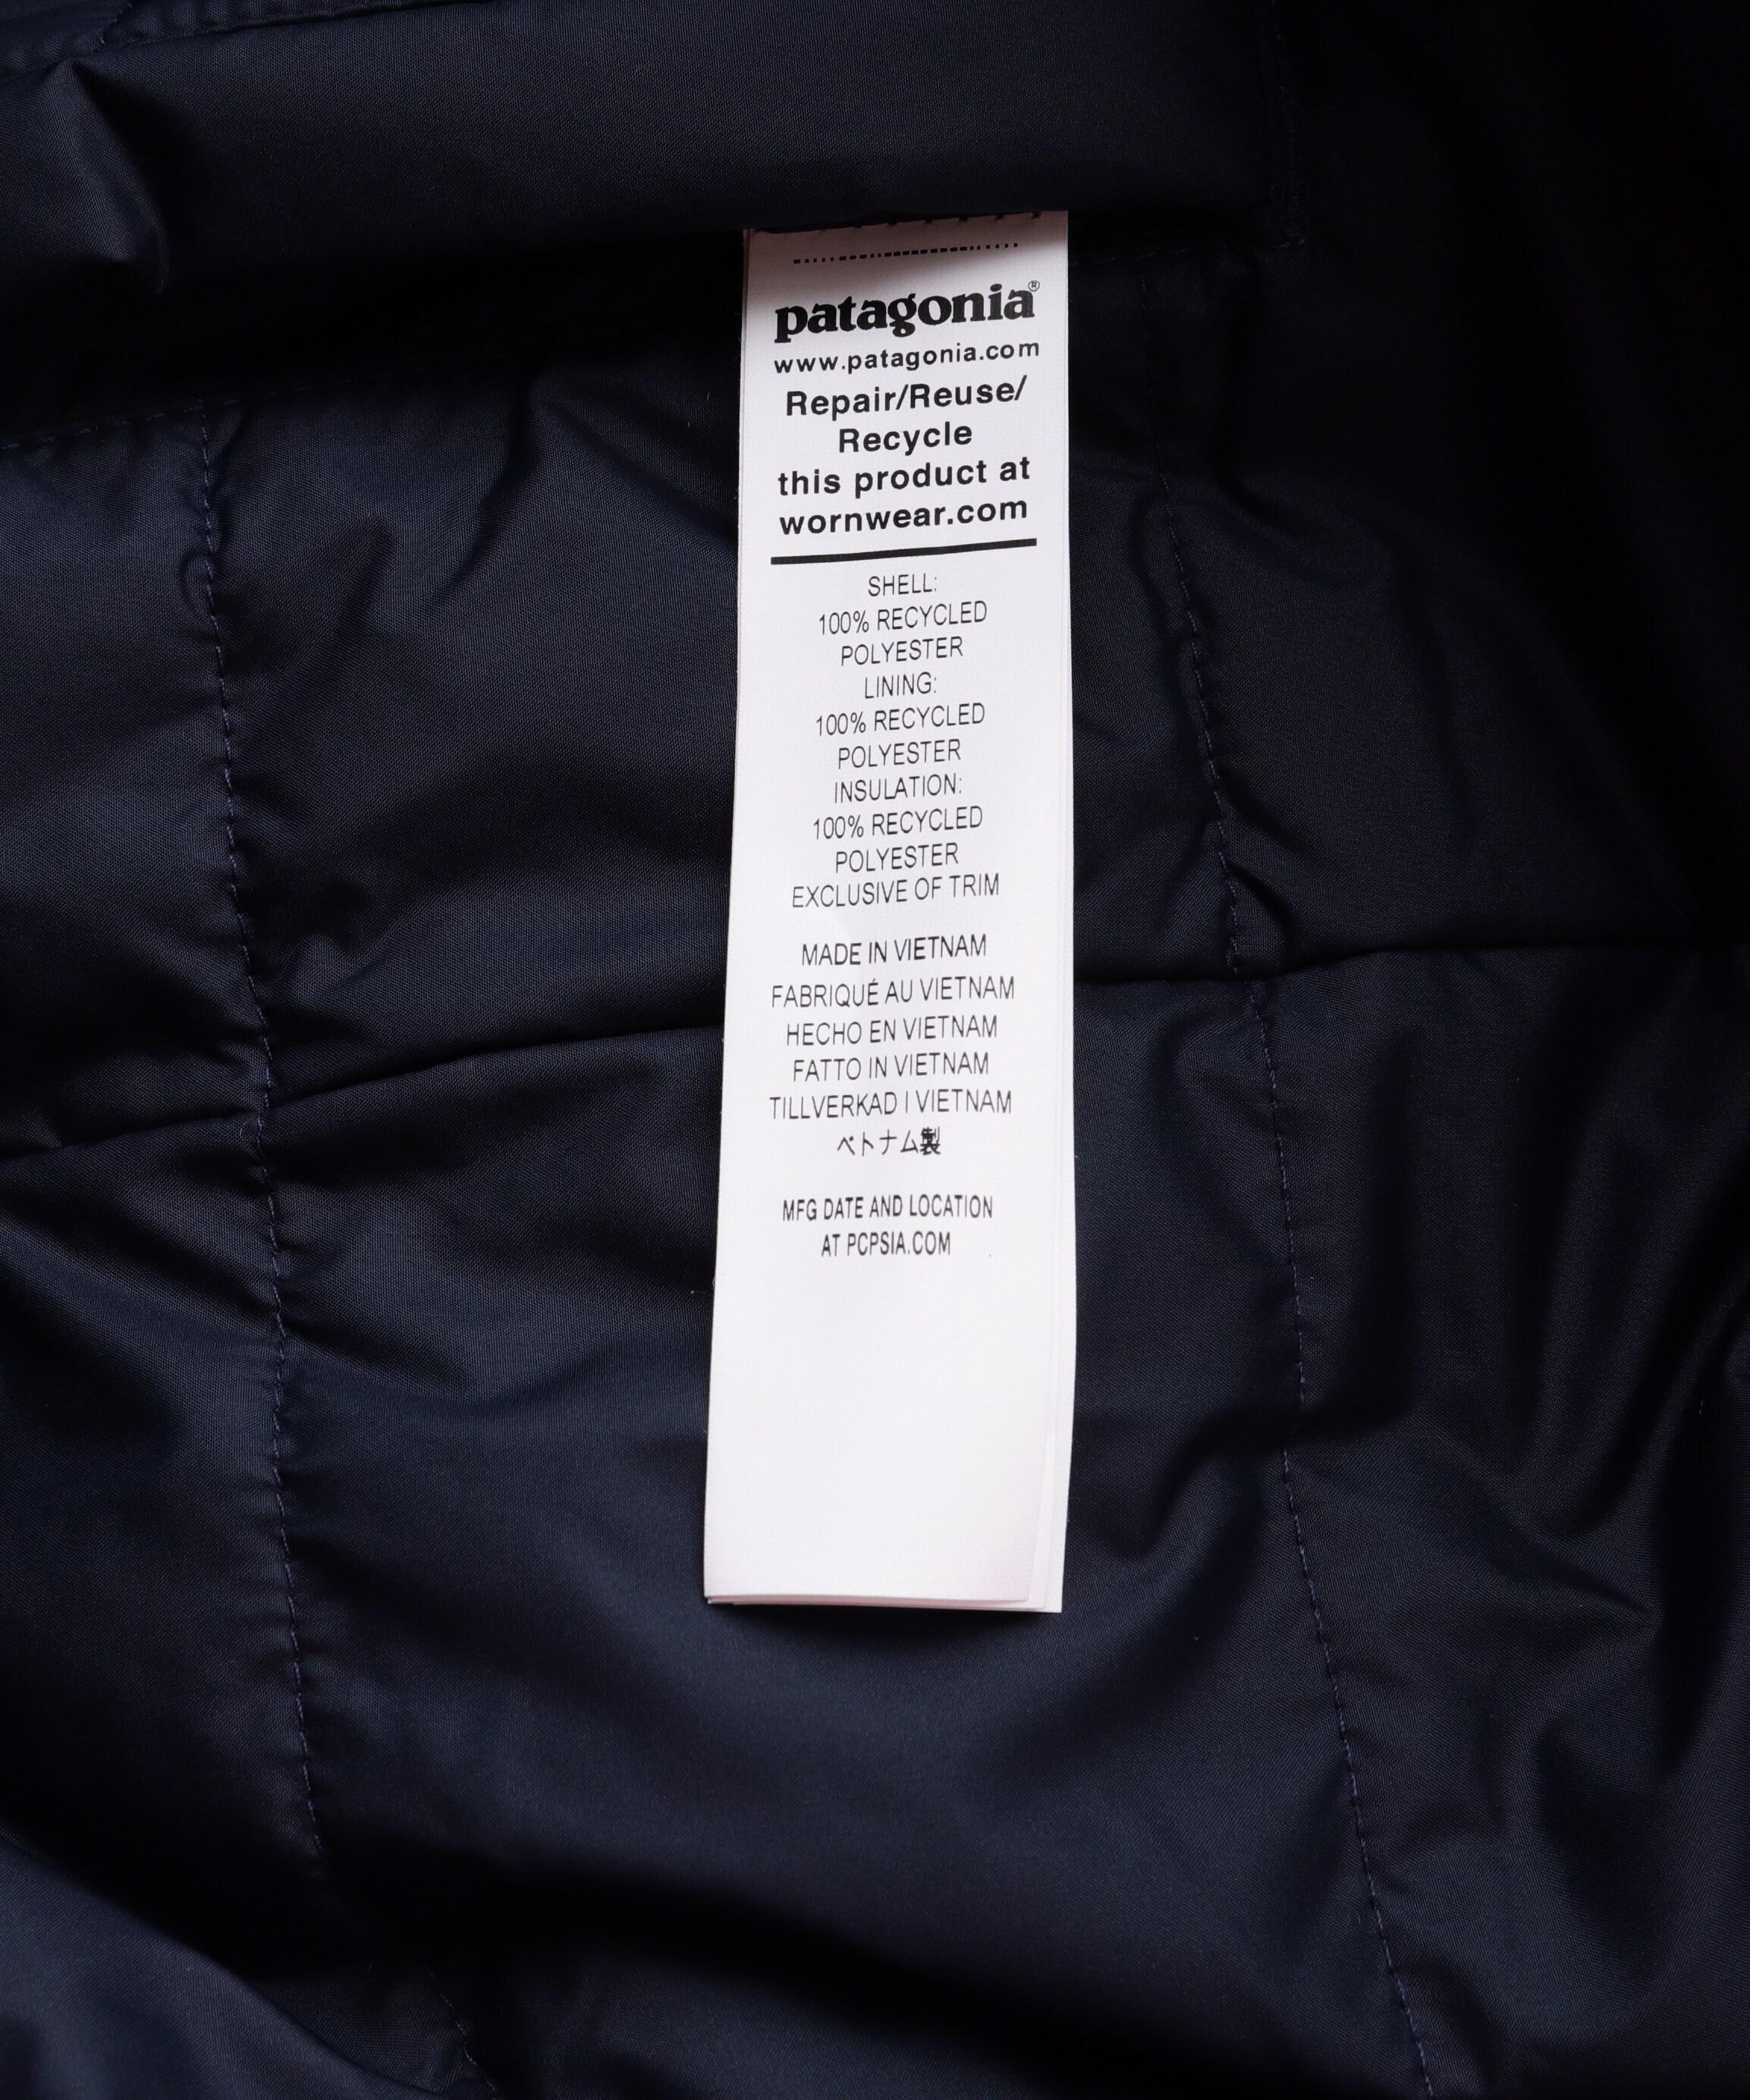 patagonia®
www.patagonia.com
Repair/Reuse/
Recycle
this product at
wornwear.com
SHELL:
100% RECYCLED
POLYESTER
LINING:
100% RECYCLED
POLYESTER
INSULATION:
100% RECYCLED
POLYESTER
EXCLUSIVE OF TRIM
MADE IN VIETNAM
FABRIQUÉ AU VIETNAM
HECHO EN VIETNAM
FATTO IN VIETNAM
TILLVERKAD I VIETNAM
ベトナム製
MFG DATE AND LOCATION
AT PCPSIA.COM